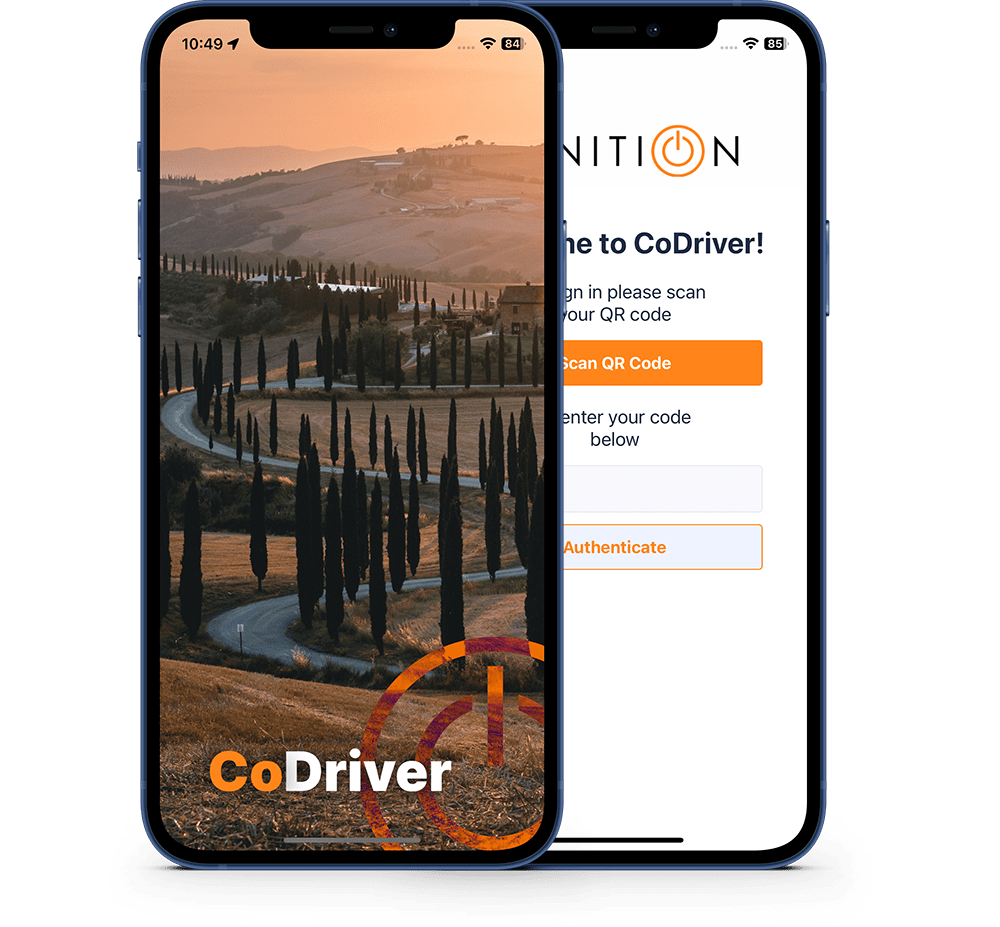 10:49
84
CoDriver
85
NITION
me to CoDriver!
gn in please scan
your QR code
Scan QR Code
enter your code
below
Authenticate